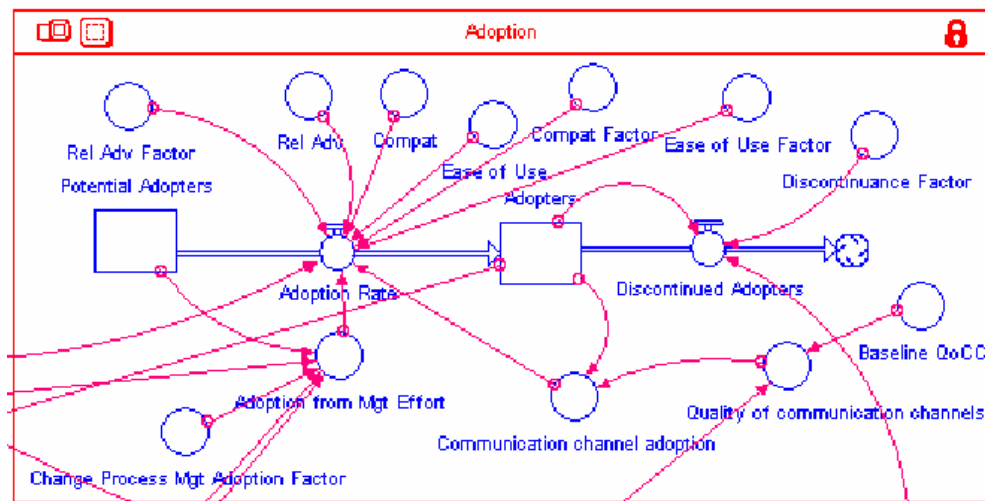 Adoption
Rel Adv Factor
Rel Adv
Compat
Ease of Use
Compat Factor
Ease of Use Factor
Discontinuance Factor
Potential Adopters
Adopters
Adoption Rate
Discontinued Adopters
Baseline QoCC
Adoption from Mgt Effort
Communication channel adoption
Quality of communication channels
Change Process Mgt Adoption Factor